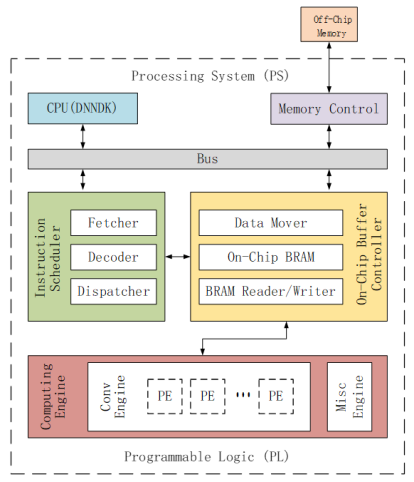 Off-Chip
Memory
Processing System (PS)
CPU(DNNDK)
Memory Control
Bus
Instruction
Scheduler
Fetcher
Decoder
Dispatcher
Data Mover
On-Chip BRAM
BRAM Reader/Writer
On-Chip Buffer
Controller
Computing
Engine
Conv
Engine
PE
PE
PE
Misc
Engine
Programmable Logic (PL)